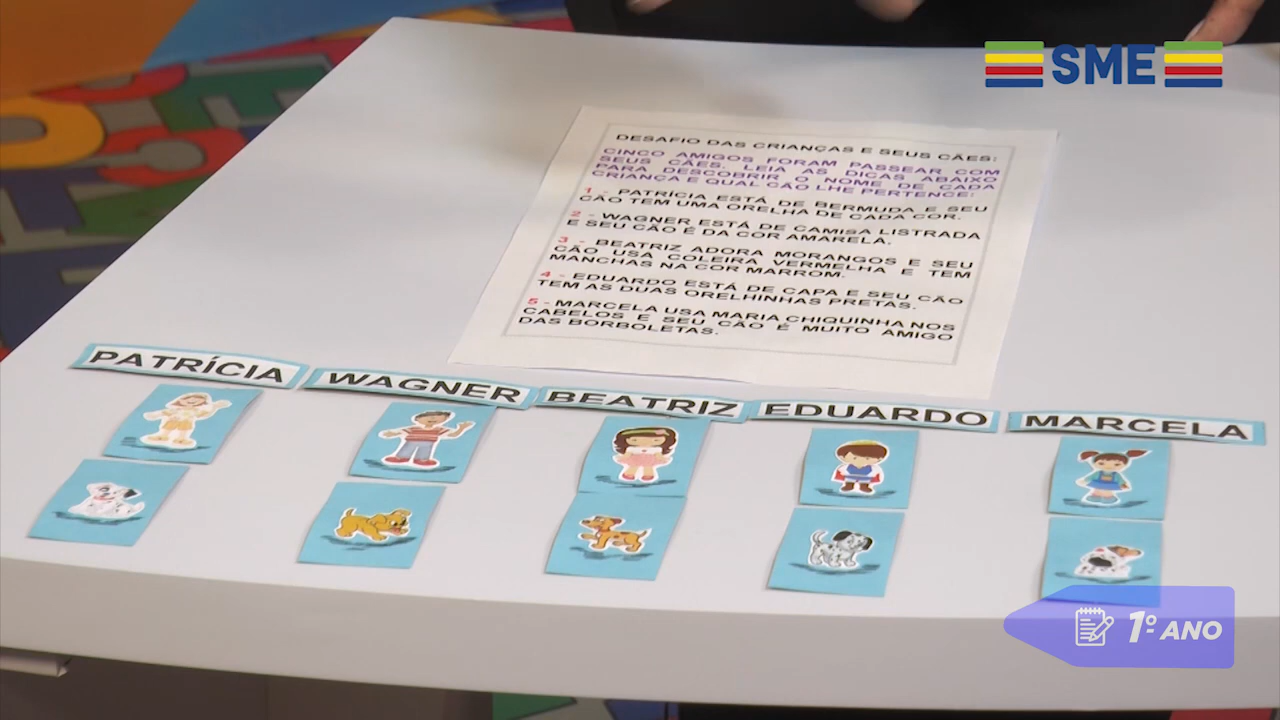 SME
DESAFIO DAS CRIANÇAS E SEUS CÃES:
CINCO AMIGOS FORAM PASSEAR COM
SEUS CÃES. LEIA AS DICAS ABAIXO
PARA DESCOBRIR O NOME DE CADA
CRIANÇA E QUAL CÃO LHE PERTENCE:
1 - PATRÍCIA ESTÁ DE BERMUDA E SEU
CÃO TEM UMA ORELHA DE CADA COR.
2 - WAGNER ESTÁ DE CAMISA LISTRADA
E SEU CÃO É DA COR AMARELA.
3 - BEATRIZ ADORA MORANGOS E SEU
CÃO USA COLEIRA VERMELHA E TEM
MANCHAS NA COR MARROM.
4 - EDUARDO ESTÁ DE CAPA E SEU CÃO
TEM AS DUAS ORELHINHAS PRETAS.
5 - MARCELA USA MARIA CHIQUINHA NOS
CABELOS E SEU CÃO É MUITO AMIGO
DAS BORBOLETAS.
PATRÍCIA
WAGNER
BEATRIZ
EDUARDO
MARCELA
1º ANO